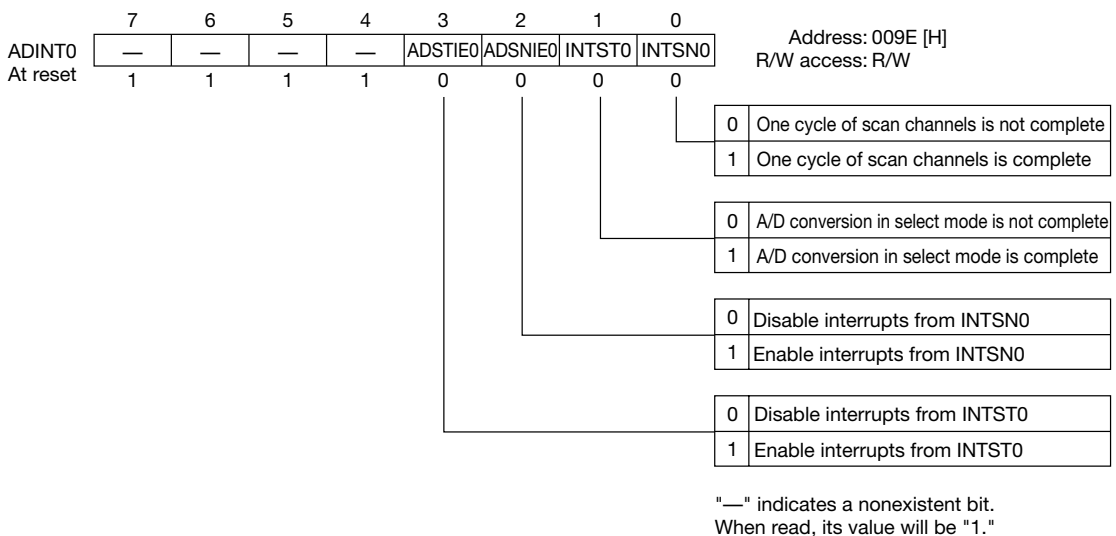 7 6 5 4 3 2 1 0
ADINT0 — — — — ADSTIE0 ADSNIE0 INTST0 INTSN0
At reset 1 1 1 1 0 0 0 0
Address: 009E [H]
R/W access: R/W
0 One cycle of scan channels is not complete
1 One cycle of scan channels is complete
0 A/D conversion in select mode is not complete
1 A/D conversion in select mode is complete
0 Disable interrupts from INTSN0
1 Enable interrupts from INTSN0
0 Disable interrupts from INTST0
1 Enable interrupts from INTST0
"—" indicates a nonexistent bit.
When read, its value will be "1."